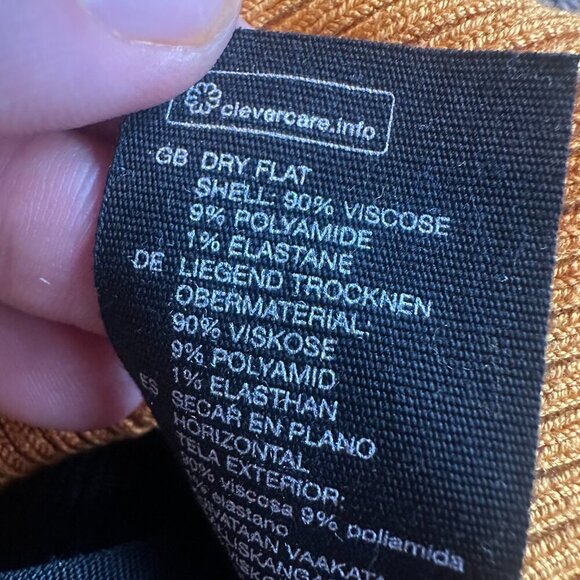 clevercare.info
GB DRY FLAT
SHELL: 90% VISCOSE
9% POLYAMIDE
1% ELASTANE
DE LIEGEND TROCKNEN
OBERMATERIAL:
90% VISKOSE
9% POLYAMID
1% ELASTHAN
ES SECAR EN PLANO
HORIZONTAL
TELA EXTERIOR:
90% viscosa 9% poliamida
elastano
VAAKATA